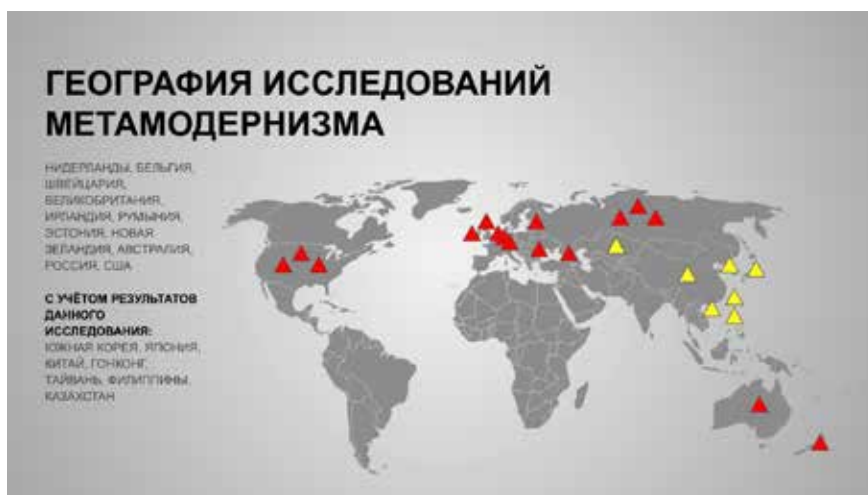 ГЕОГРАФИЯ ИССЛЕДОВАНИЙ
МЕТАМОДЕРНИЗМА
НИДЕРЛАНДЫ, БЕЛЬГИЯ,
ШВЕЙЦАРИЯ,
ВЕЛИКОБРИТАНИЯ,
ИРЛАНДИЯ, РУМЫНИЯ,
ЭСТОНИЯ, НОВАЯ
ЗЕЛАНДИЯ, АВСТРАЛИЯ,
РОССИЯ, США
С УЧЁТОМ РЕЗУЛЬТАТОВ
ДАННОГО
ИССЛЕДОВАНИЯ:
ЮЖНАЯ КОРЕЯ, ЯПОНИЯ,
КИТАЙ, ГОНКОНГ,
ТАЙВАНЬ, ФИЛИППИНЫ,
КАЗАХСТАН